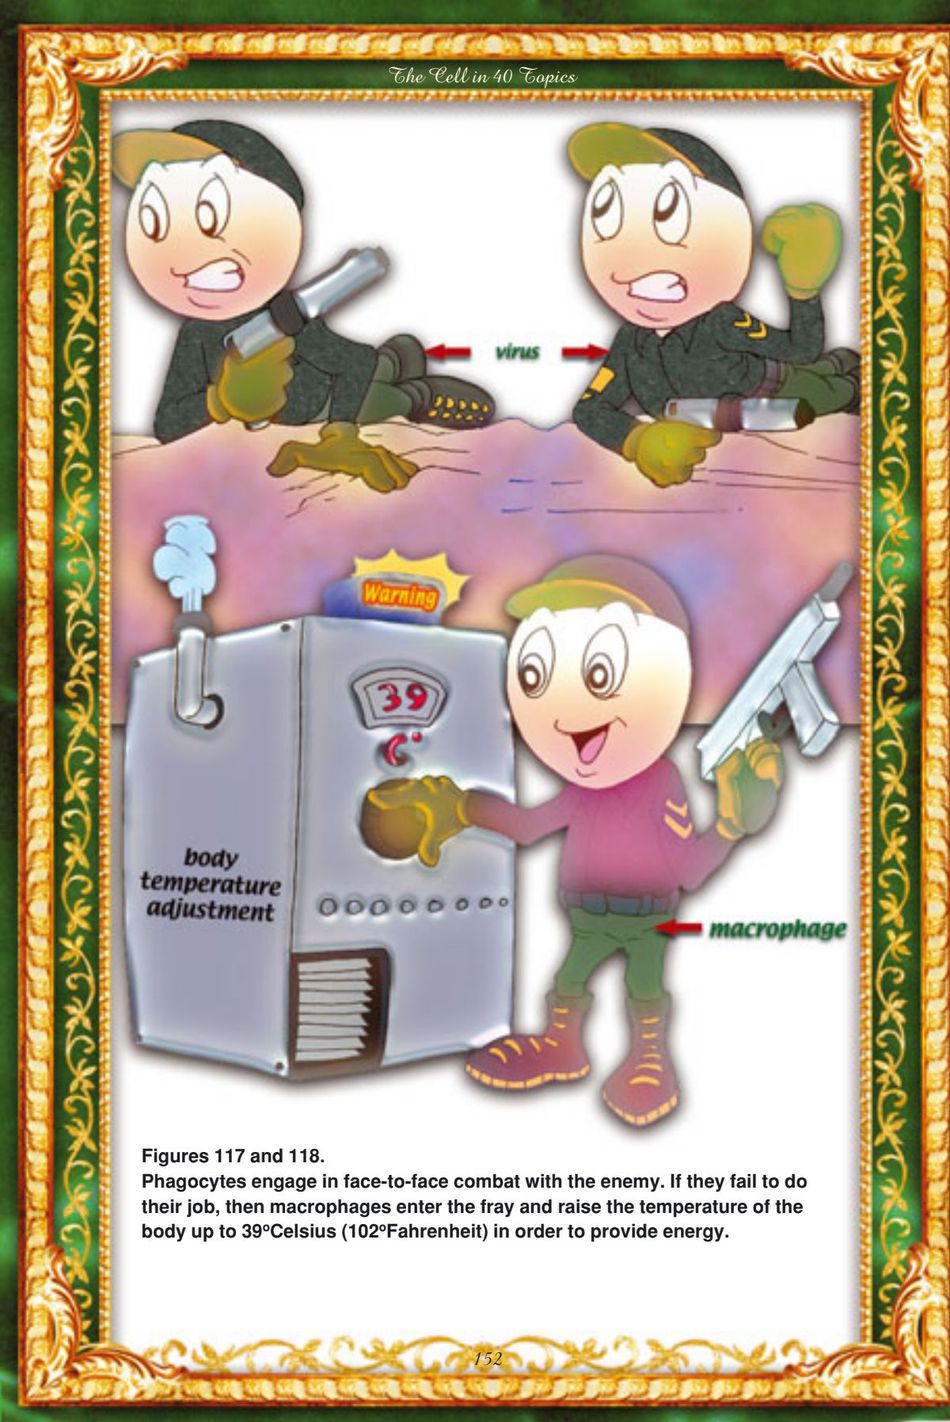 The Cell in 40 Topics
virus
Warning
39
C°
body
temperature
adjustment
macrophage
Figures 117 and 118.
Phagocytes engage in face-to-face combat with the enemy. If they fail to do
their job, then macrophages enter the fray and raise the temperature of the
body up to 39ºCelsius (102ºFahrenheit) in order to provide energy.
152